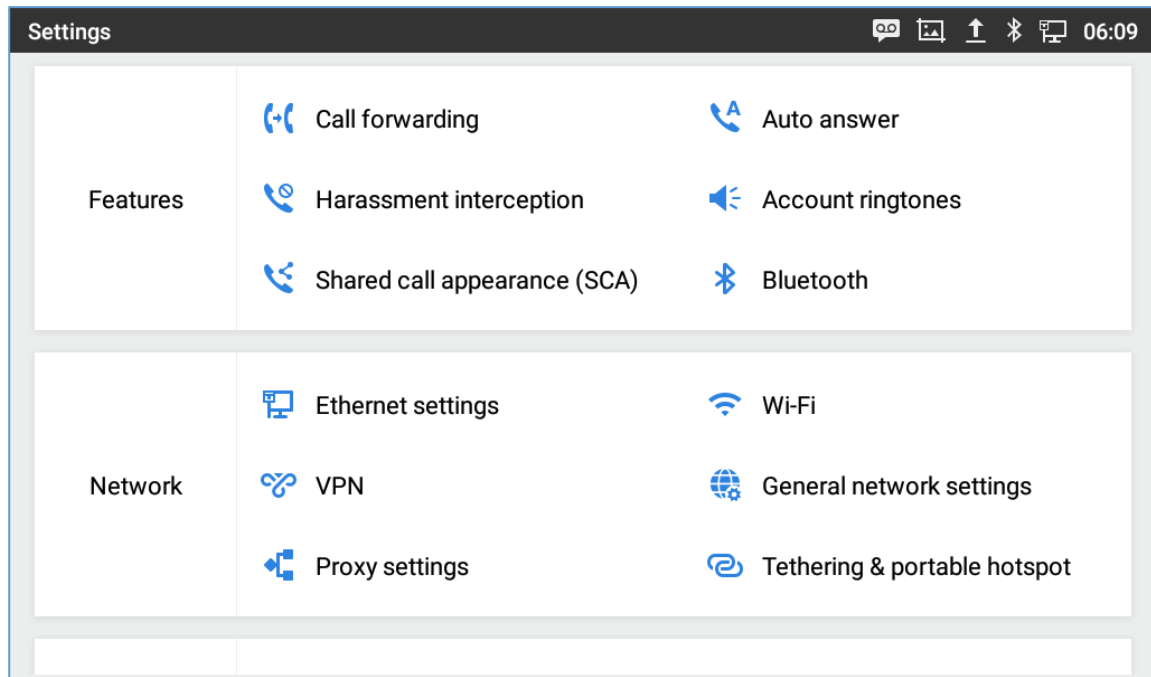 Settings 06:09
Call forwarding Auto answer
Features Harassment interception Account ringtones
Shared call appearance (SCA) Bluetooth
Ethernet settings Wi-Fi
Network VPN General network settings
Proxy settings Tethering & portable hotspot